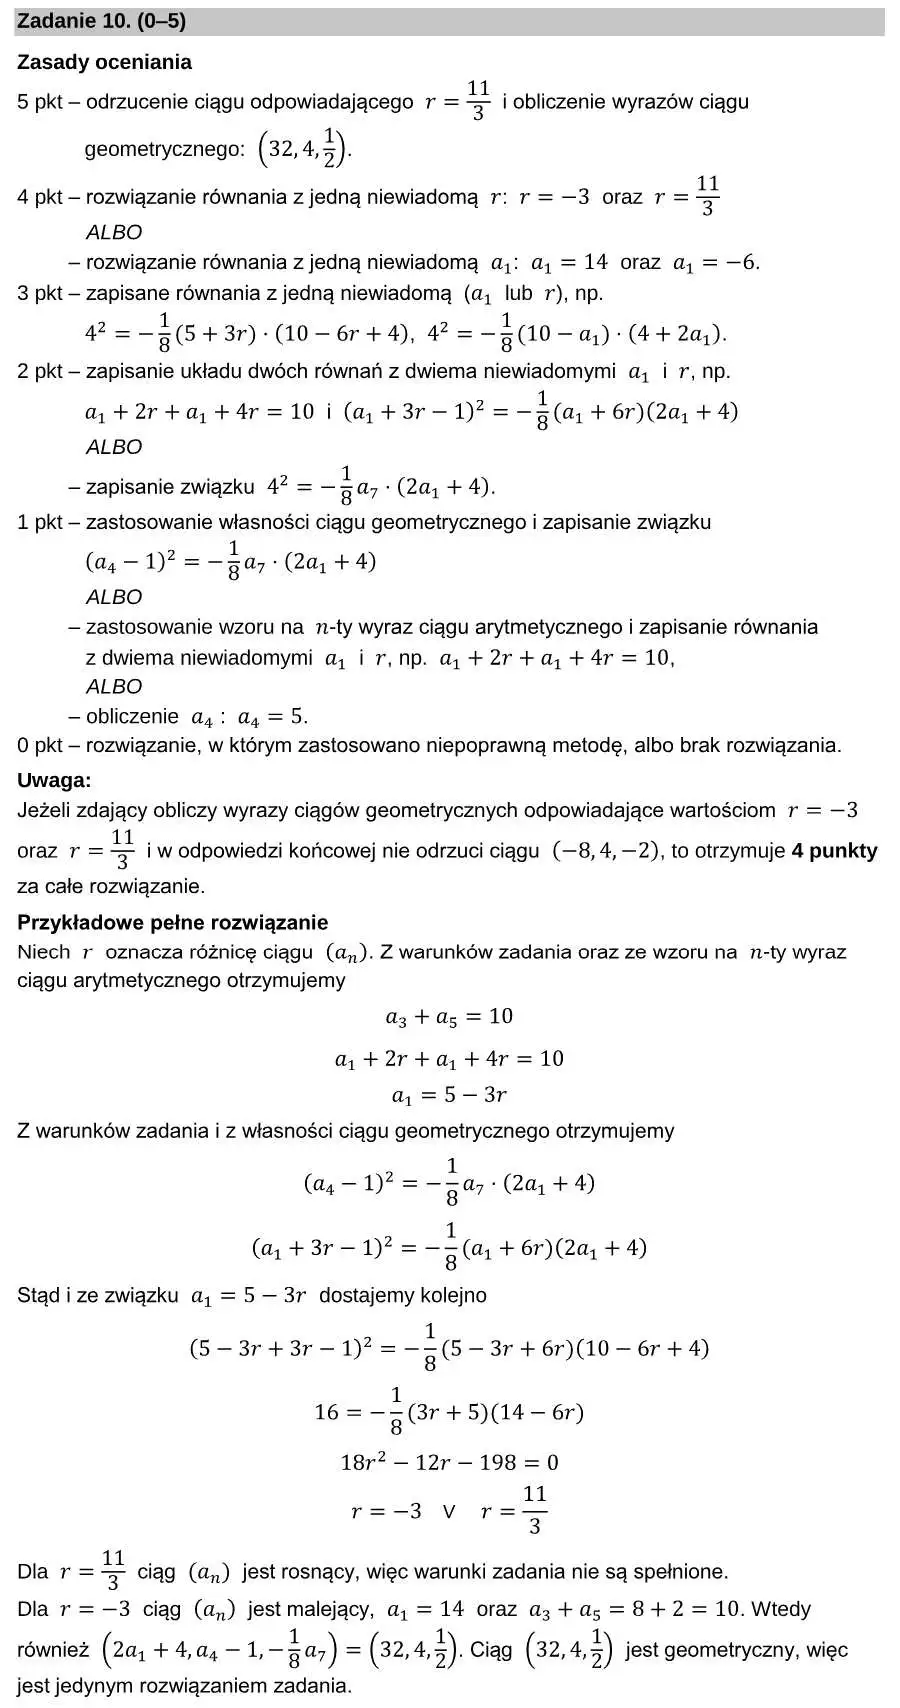 Zadanie 10. (0–5)
Zasady oceniania
5 pkt – odrzucenie ciągu odpowiadającego r = 11/3 i obliczenie wyrazów ciągu
geometrycznego: (32, 4, 1/2).
4 pkt – rozwiązanie równania z jedną niewiadomą r: r = −3 oraz r = 11/3
ALBO
– rozwiązanie równania z jedną niewiadomą a₁: a₁ = 14 oraz a₁ = −6.
3 pkt – zapisane równania z jedną niewiadomą (a₁ lub r), np.
4² = −1/8(5 + 3r) · (10 − 6r + 4), 4² = −1/8(10 − a₁) · (4 + 2a₁).
2 pkt – zapisanie układu dwóch równań z dwiema niewiadomymi a₁ i r, np.
a₁ + 2r + a₁ + 4r = 10 i (a₁ + 3r − 1)² = −1/8(a₁ + 6r)(2a₁ + 4)
ALBO
– zapisanie związku 4² = −1/8a₇ · (2a₁ + 4).
1 pkt – zastosowanie własności ciągu geometrycznego i zapisanie związku
(a₄ − 1)² = −1/8a₇ · (2a₁ + 4)
ALBO
– zastosowanie wzoru na n-ty wyraz ciągu arytmetycznego i zapisanie równania
z dwiema niewiadomymi a₁ i r, np. a₁ + 2r + a₁ + 4r = 10,
ALBO
– obliczenie a₄ : a₄ = 5.
0 pkt – rozwiązanie, w którym zastosowano niepoprawną metodę, albo brak rozwiązania.
Uwaga:
Jeżeli zdający obliczy wyrazy ciągów geometrycznych odpowiadające wartościom r = −3
oraz r = 11/3 i w odpowiedzi końcowej nie odrzuci ciągu (−8, 4, −2), to otrzymuje 4 punkty
za całe rozwiązanie.
Przykładowe pełne rozwiązanie
Niech r oznacza różnicę ciągu (aₙ). Z warunków zadania oraz ze wzoru na n-ty wyraz
ciągu arytmetycznego otrzymujemy
a₃ + a₅ = 10
a₁ + 2r + a₁ + 4r = 10
a₁ = 5 − 3r
Z warunków zadania i z własności ciągu geometrycznego otrzymujemy
(a₄ − 1)² = −1/8a₇ · (2a₁ + 4)
(a₁ + 3r − 1)² = −1/8(a₁ + 6r)(2a₁ + 4)
Stąd i ze związku a₁ = 5 − 3r dostajemy kolejno
(5 − 3r + 3r − 1)² = −1/8(5 − 3r + 6r)(10 − 6r + 4)
16 = −1/8(3r + 5)(14 − 6r)
18r² − 12r − 198 = 0
r = −3 ∨ r = 11/3
Dla r = 11/3 ciąg (aₙ) jest rosnący, więc warunki zadania nie są spełnione.
Dla r = −3 ciąg (aₙ) jest malejący, a₁ = 14 oraz a₃ + a₅ = 8 + 2 = 10. Wtedy
również (2a₁ + 4, a₄ − 1, −1/8a₇) = (32, 4, 1/2). Ciąg (32, 4, 1/2) jest geometryczny, więc
jest jedynym rozwiązaniem zadania.